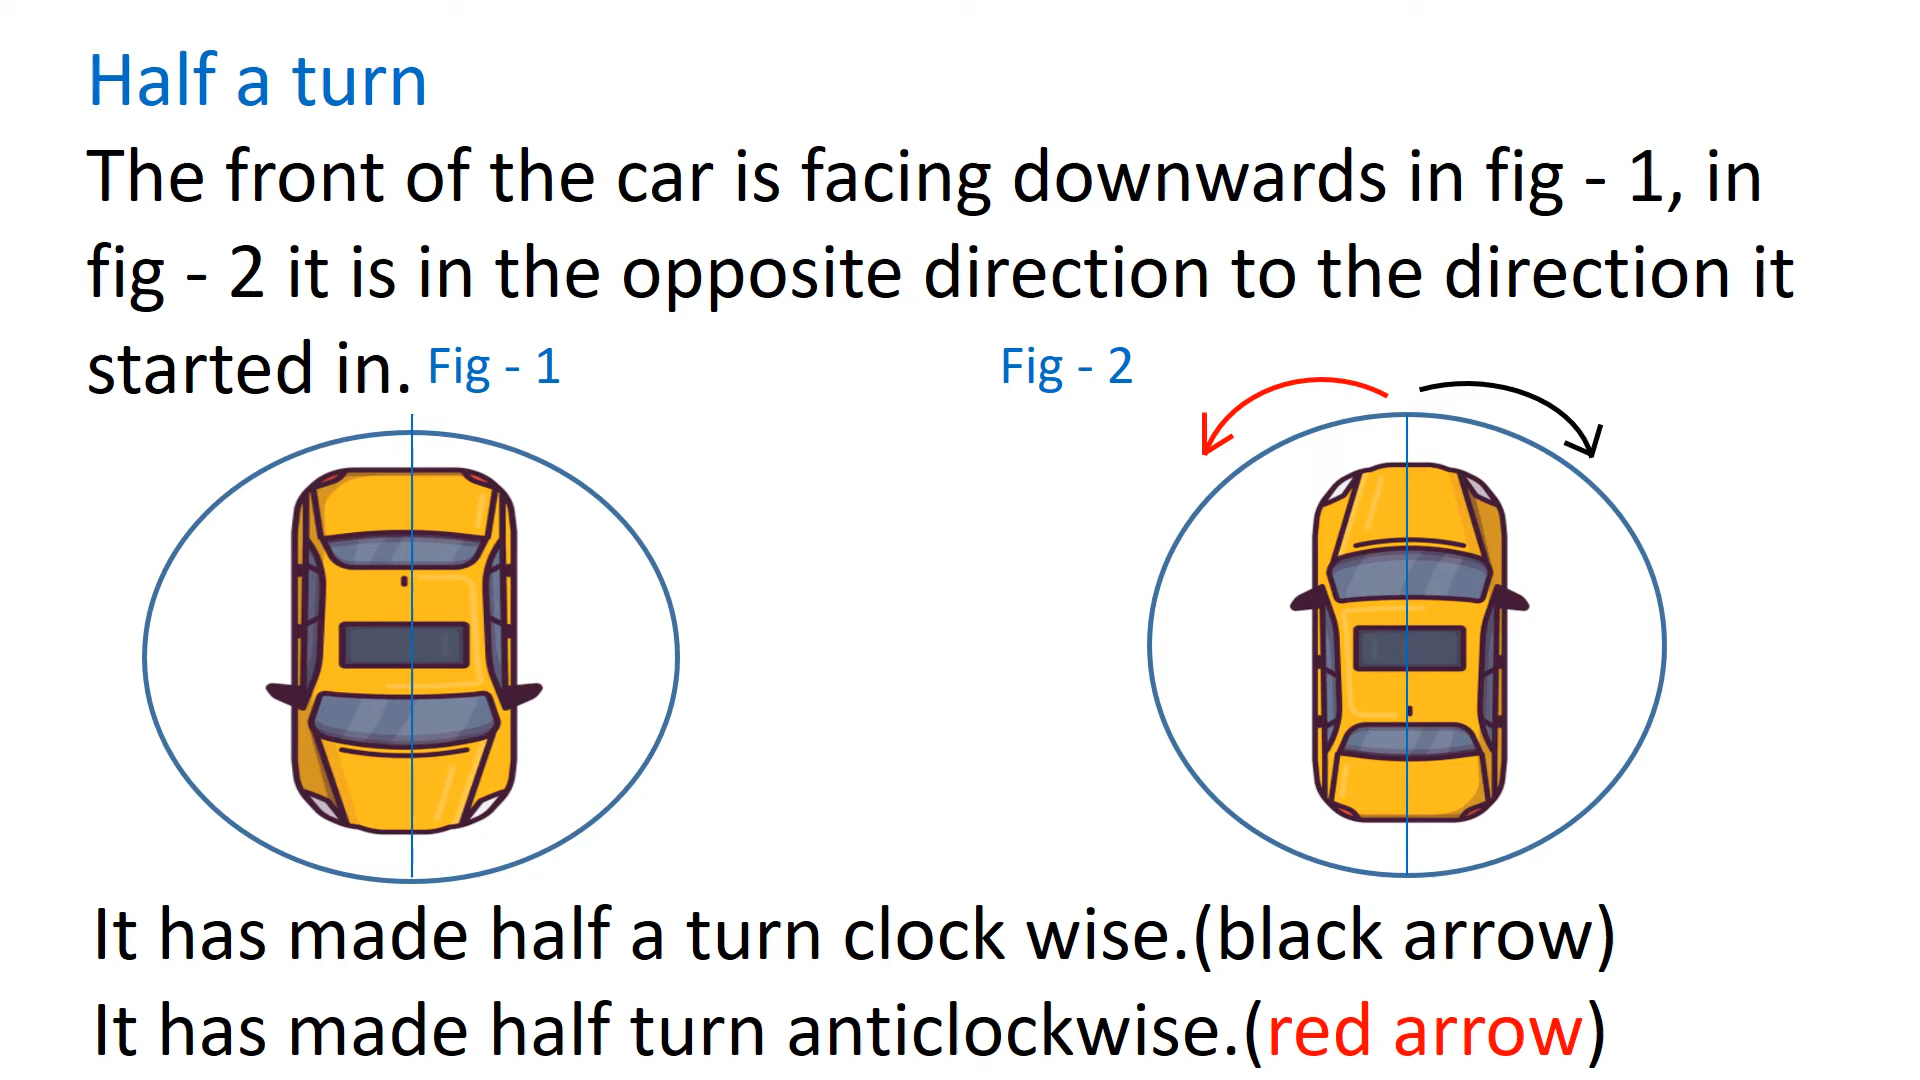 Half a turn
The front of the car is facing downwards in fig - 1, in
fig - 2 it is in the opposite direction to the direction it
started in. Fig - 1 Fig - 2
It has made half a turn clock wise.(black arrow)
It has made half turn anticlockwise.(red arrow)